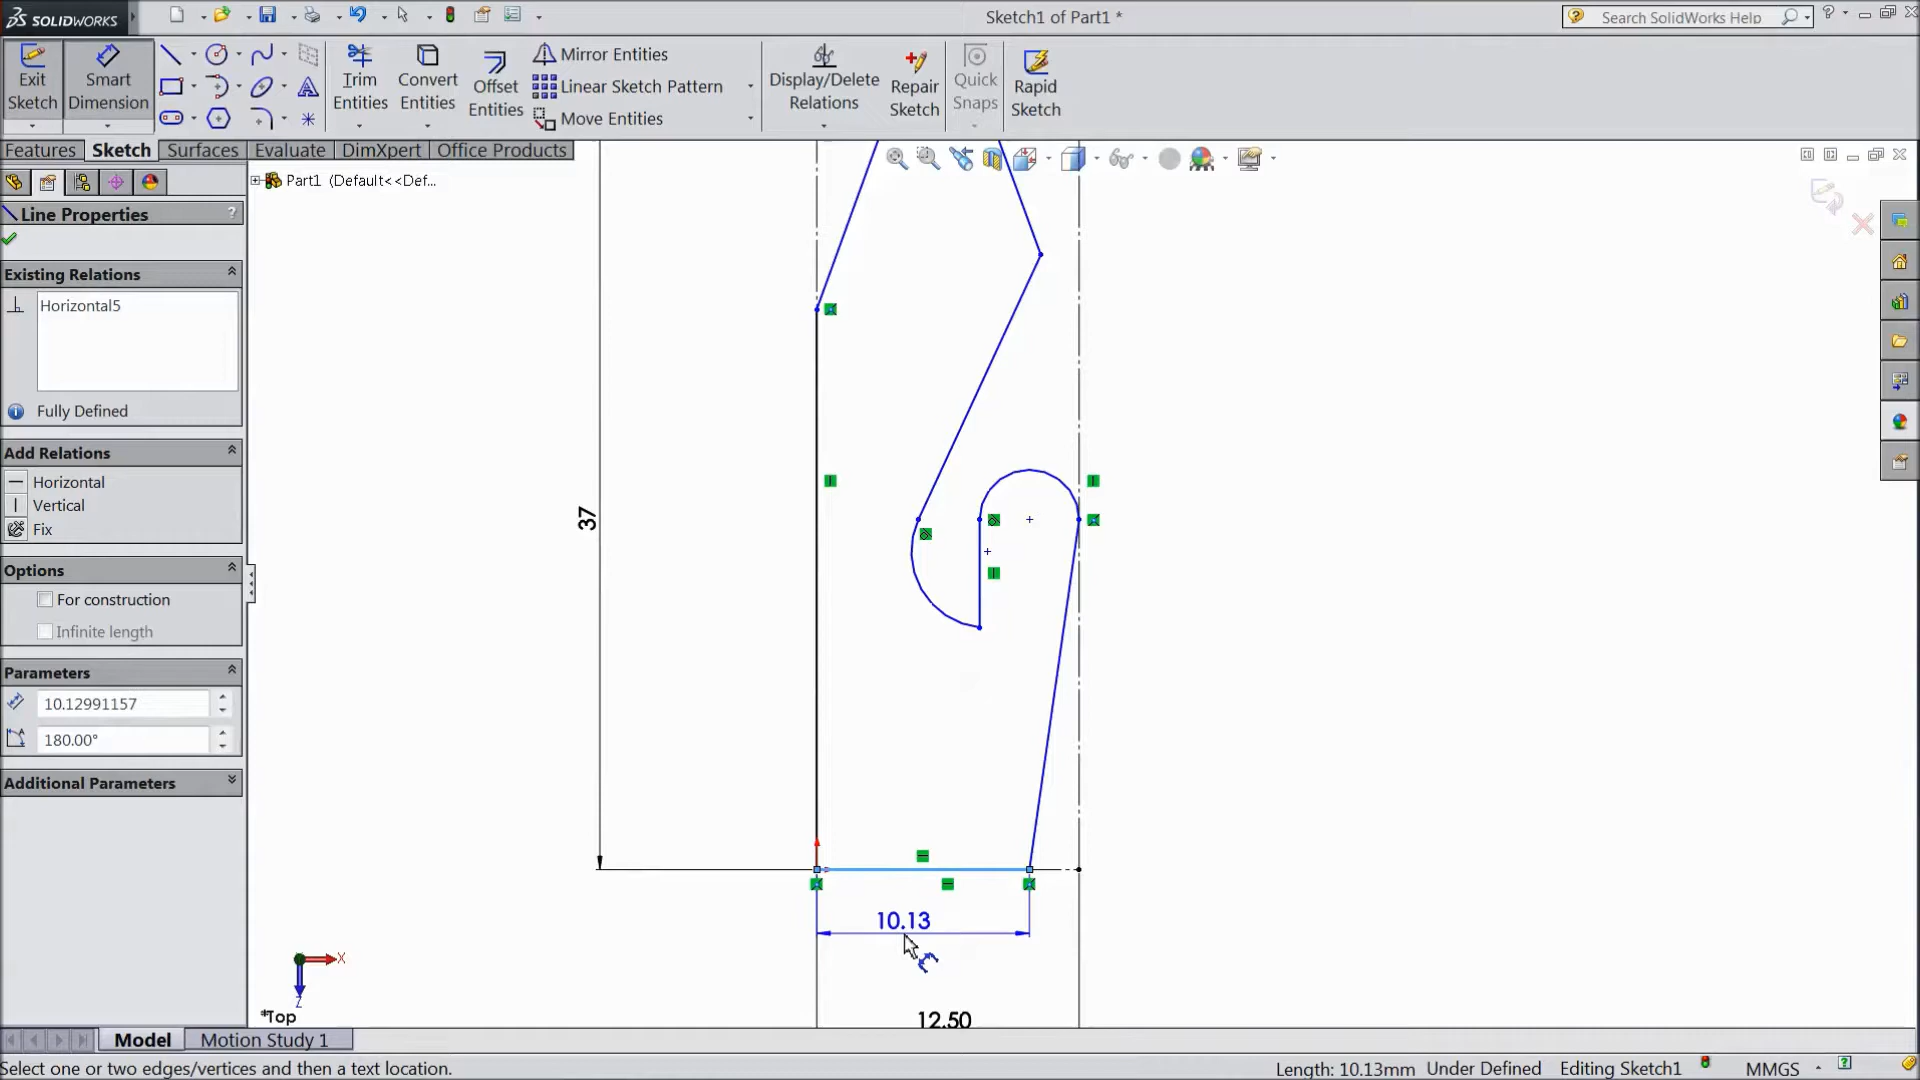 SOLIDWORKS
Sketch1 of Part1 *
Search SolidWorks Help
Exit Sketch
Smart Dimension
Trim Entities
Convert Entities
Offset Entities
Mirror Entities
Linear Sketch Pattern
Move Entities
Display/Delete Relations
Repair Sketch
Quick Snaps
Rapid Sketch
Features
Sketch
Surfaces
Evaluate
DimXpert
Office Products
Part1 (Default<<Def...
Line Properties
?
Existing Relations
Horizontal5
Fully Defined
Add Relations
Horizontal
Vertical
Fix
Options
For construction
Infinite length
Parameters
10.12991157
180.00°
Additional Parameters
37
10.13
12.50
X
Z
*Top
Model
Motion Study 1
Select one or two edges/vertices and then a text location.
Length: 10.13mm
Under Defined
Editing Sketch1
MMGS